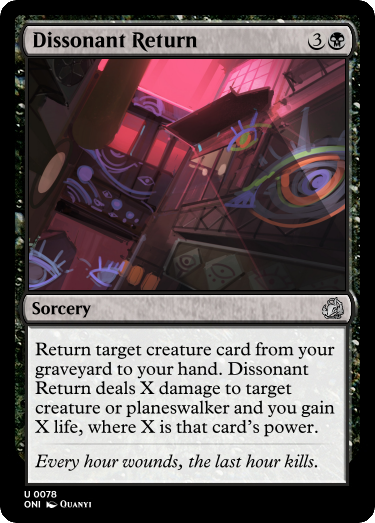 Dissonant Return 3
Sorcery
Return target creature card from your
graveyard to your hand. Dissonant
Return deals X damage to target
creature or planeswalker and you gain
X life, where X is that card's power.
Every hour wounds, the last hour kills.
U 0078
ONI Quanyi